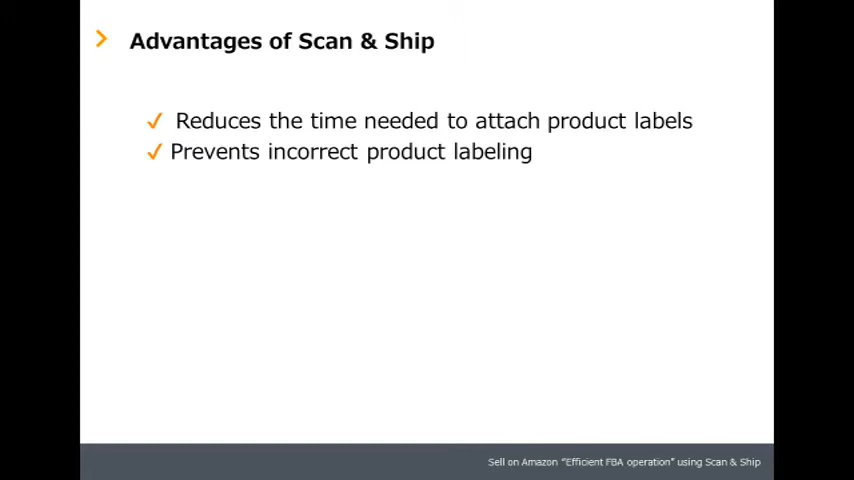 Advantages of Scan & Ship
✓ Reduces the time needed to attach product labels
✓ Prevents incorrect product labeling
Sell on Amazon “Efficient FBA operation” using Scan & Ship